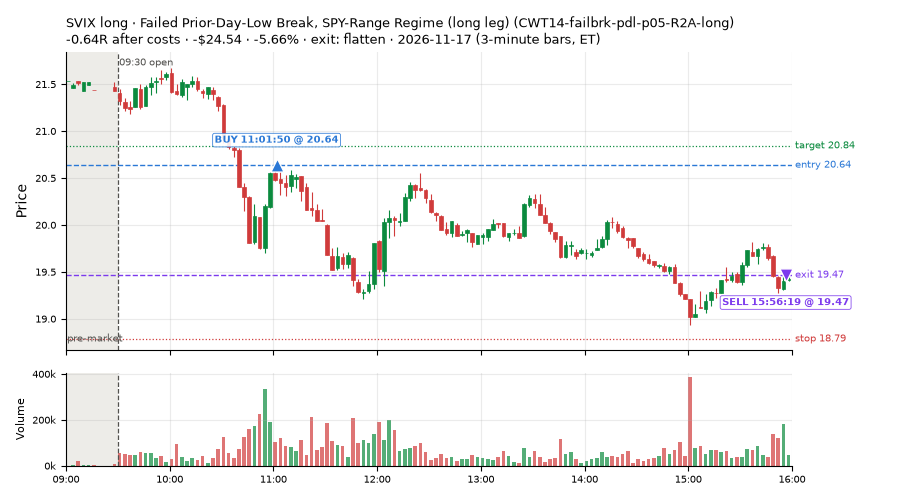 SVIX long · Failed Prior-Day-Low Break, SPY-Range Regime (long leg) (CWT14-failbrk-pdl-p05-R2A-long)
-0.64R after costs · -$24.54 · -5.66% · exit: flatten · 2026-11-17 (3-minute bars, ET)
09:30 open
21.5
21.0
20.5
20.0
19.5
19.0
Price
BUY 11:01:50 @ 20.64
target 20.84
entry 20.64
exit 19.47
SELL 15:56:19 @ 19.47
stop 18.79
pre-market
400k
200k
0k
Volume
09:00
10:00
11:00
12:00
13:00
14:00
15:00
16:00